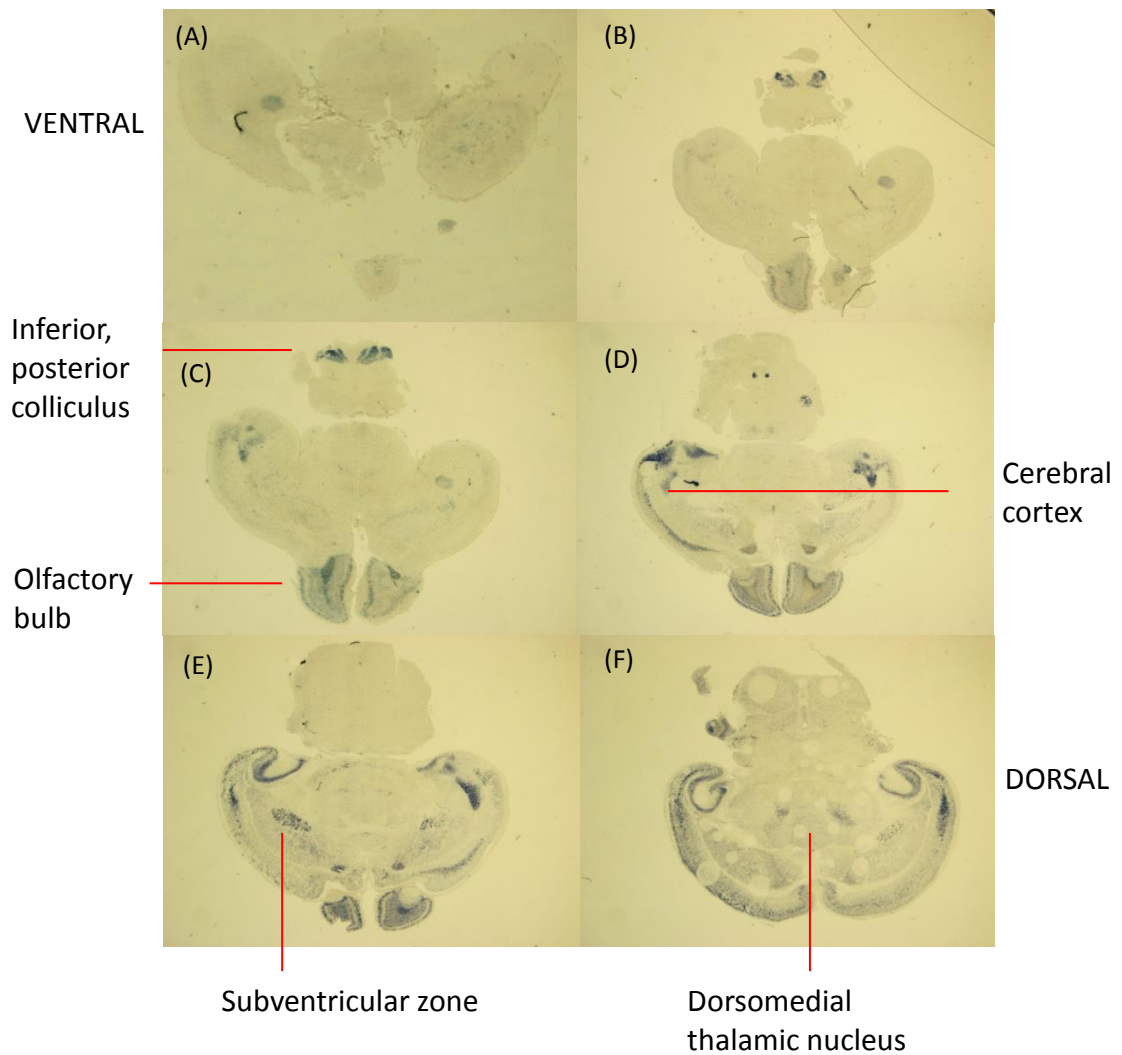 (A)
(B)
VENTRAL
Inferior,
posterior
colliculus
(C)
(D)
Cerebral
cortex
Olfactory
bulb
(E)
(F)
DORSAL
Subventricular zone
Dorsomedial
thalamic nucleus